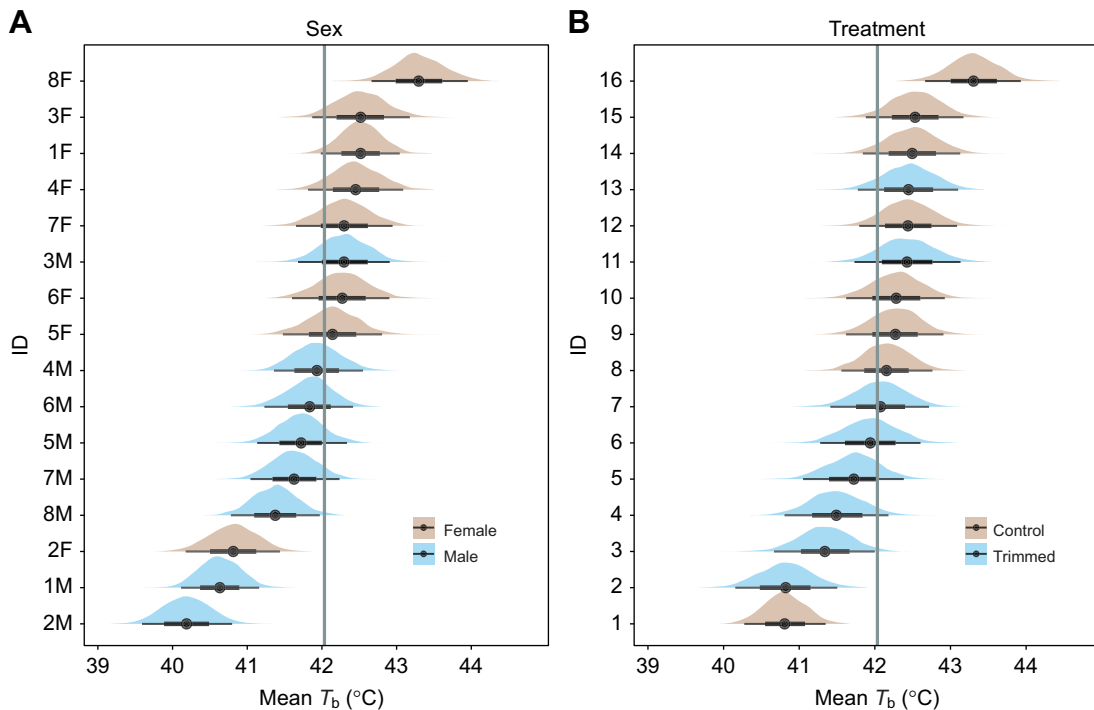 A
Sex
ID
8F
3F
1F
4F
7F
3M
6F
5F
4M
6M
5M
7M
8M
2F
1M
2M
Female
Male
39 40 41 42 43 44
Mean Tb (°C)
B
Treatment
ID
16
15
14
13
12
11
10
9
8
7
6
5
4
3
2
1
Control
Trimmed
39 40 41 42 43 44
Mean Tb (°C)